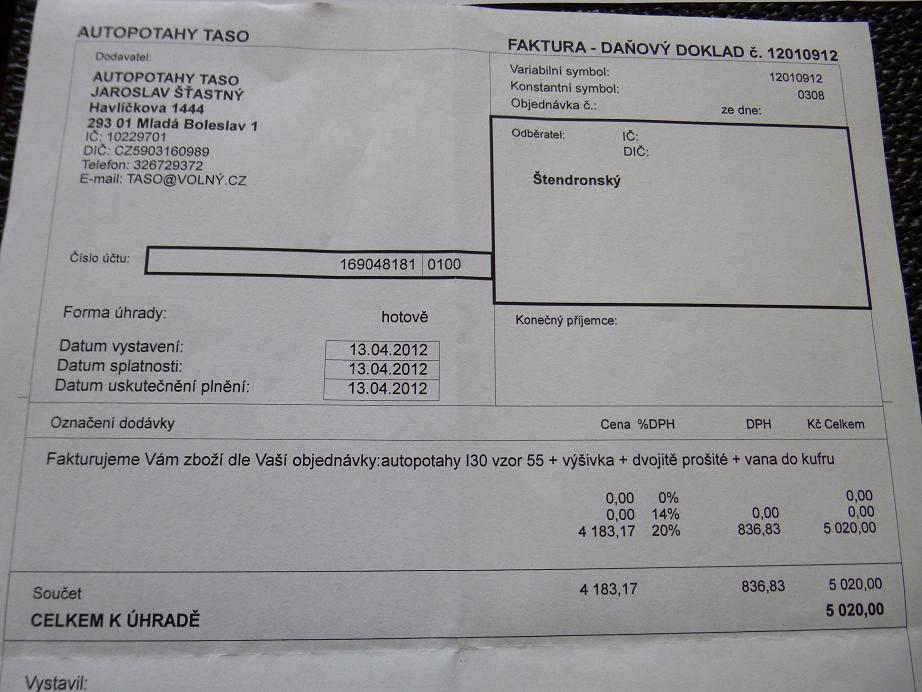 AUTOPOTAHY TASO
FAKTURA - DAŇOVÝ DOKLAD č. 12010912
Dodavatel:
AUTOPOTAHY TASO
JAROSLAV ŠŤASTNÝ
Havlíčkova 1444
293 01 Mladá Boleslav 1
IČ: 10229701
DIČ: CZ5903160989
Telefon: 326729372
E-mail: TASO@VOLNÝ.CZ
Variabilní symbol: 12010912
Konstantní symbol: 0308
Objednávka č.: ze dne:
Odběratel: IČ:
DIČ:
Štendronský
Číslo účtu: 169048181 0100
Forma úhrady: hotově
Konečný příjemce:
Datum vystavení: 13.04.2012
Datum splatnosti: 13.04.2012
Datum uskutečnění plnění: 13.04.2012
Označení dodávky Cena %DPH DPH Kč Celkem
Fakturujeme Vám zboží dle Vaší objednávky:autopotahy I30 vzor 55 + výšivka + dvojitě prošité + vana do kufru
0,00 0% 0,00
0,00 14% 0,00 0,00
4 183,17 20% 836,83 5 020,00
Součet 4 183,17 836,83 5 020,00
CELKEM K ÚHRADĚ 5 020,00
Vystavil: